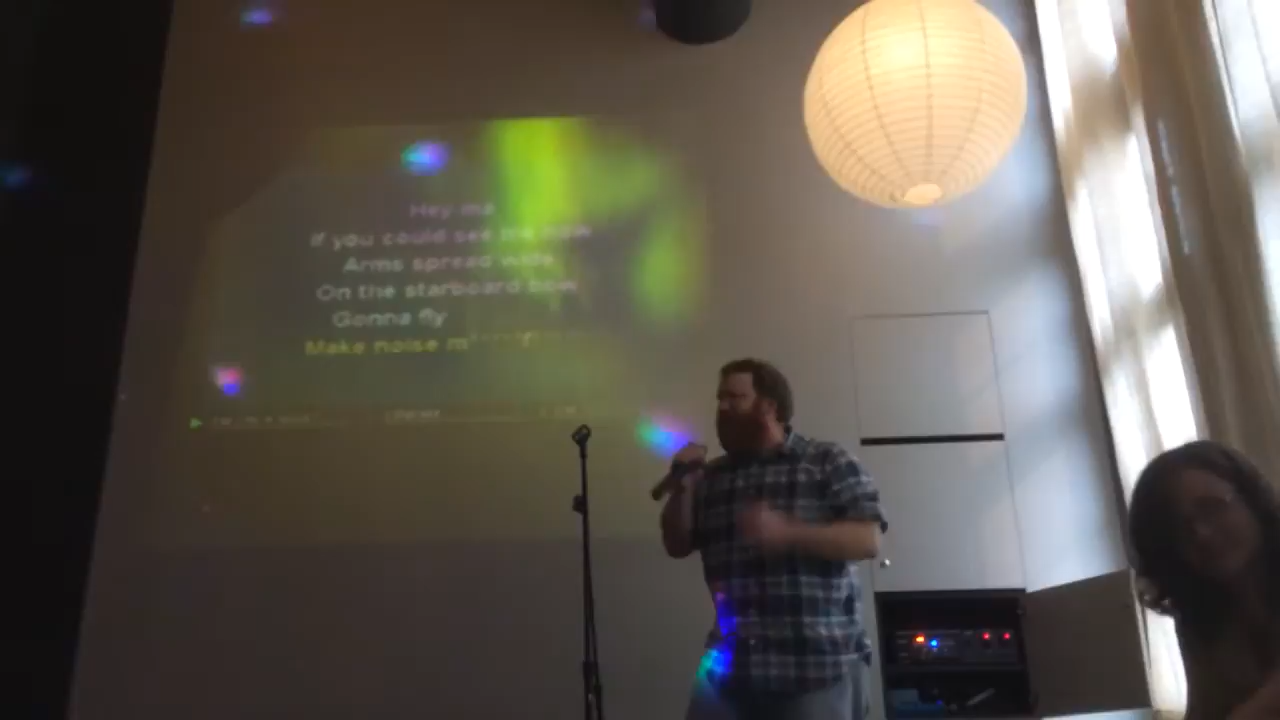 Hey ma
If you could see me now
Arms spread wide
On the starboard bow
Gonna fly
Make noise